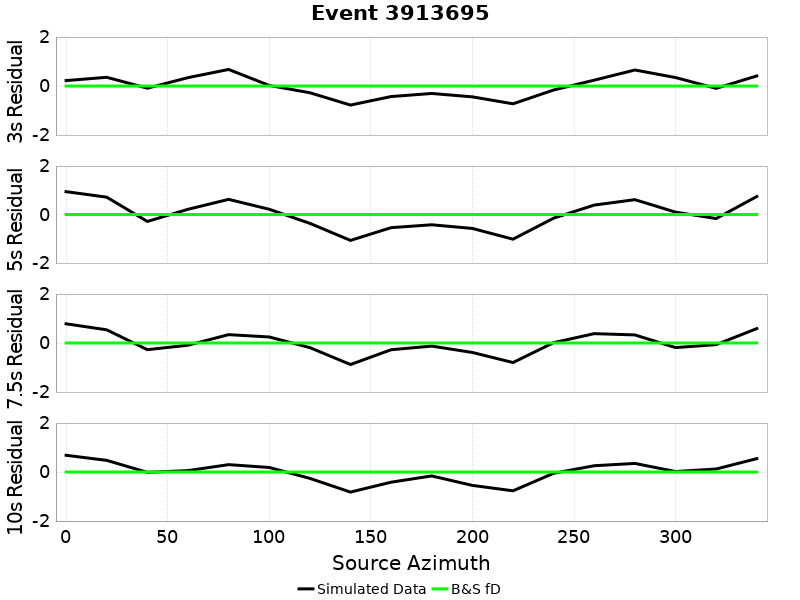 Event 3913695
2
0
-2
3s Residual
2
0
-2
5s Residual
2
0
-2
7.5s Residual
2
0
-2
10s Residual
0 50 100 150 200 250 300
Source Azimuth
Simulated Data B&S fD